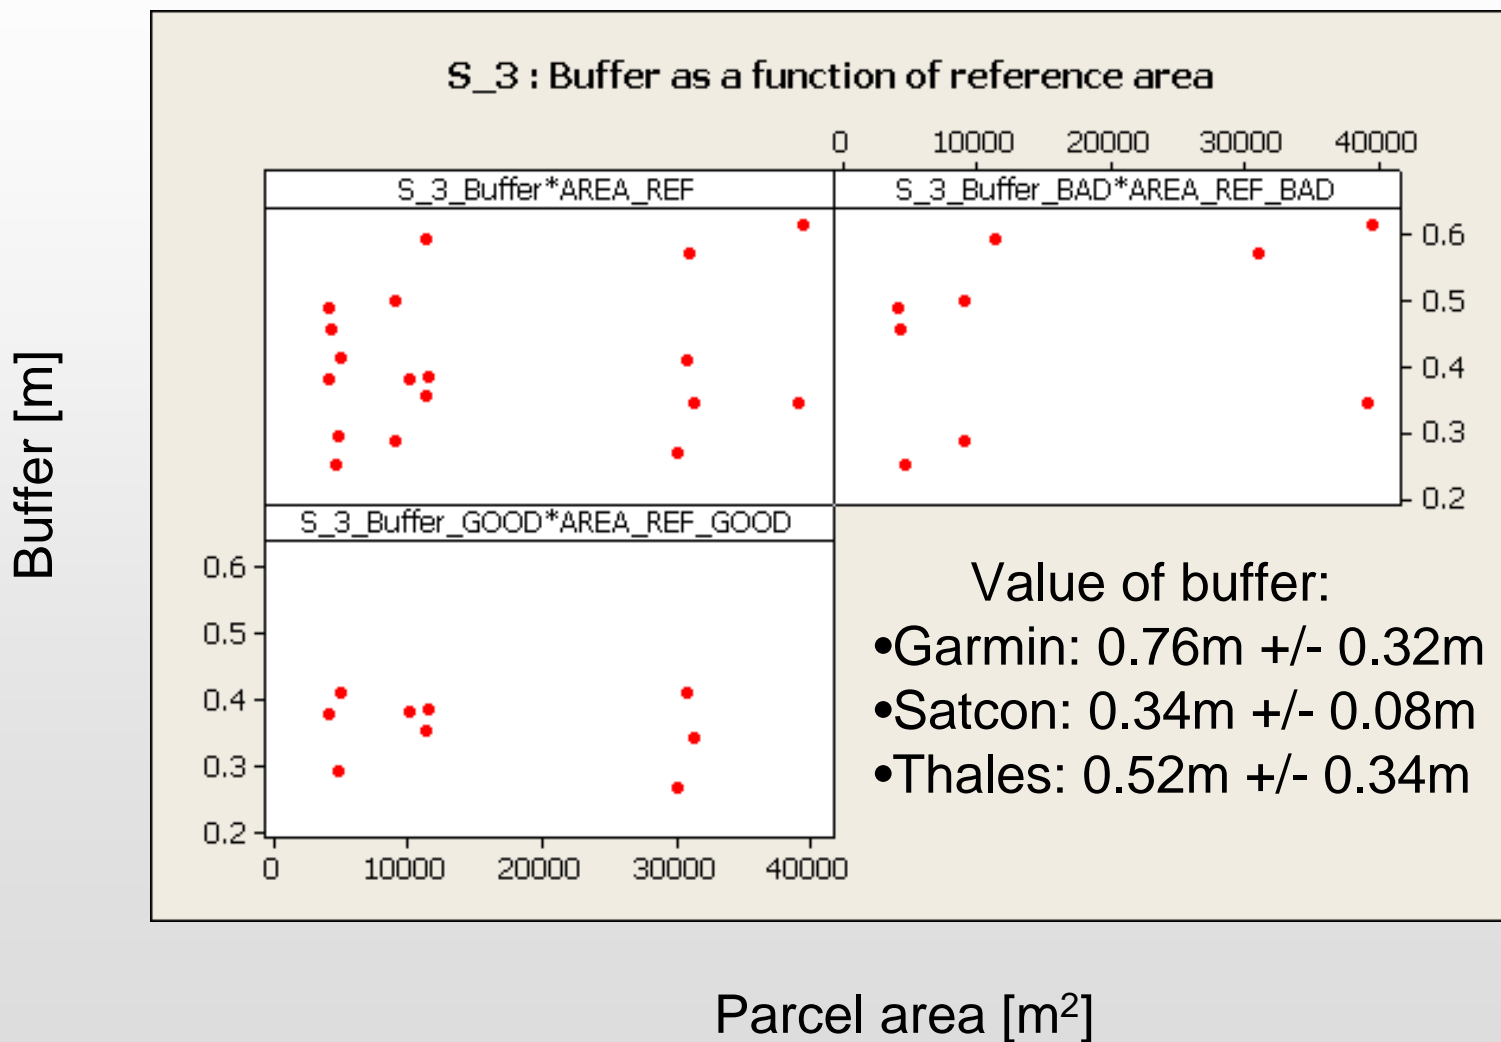 S_3 : Buffer as a function of reference area
0 10000 20000 30000 40000
S_3_Buffer*AREA_REF
S_3_Buffer_BAD*AREA_REF_BAD
0.6
0.5
0.4
0.3
0.2
Buffer [m]
S_3_Buffer_GOOD*AREA_REF_GOOD
0.6
0.5
0.4
0.3
0.2
0 10000 20000 30000 40000
Value of buffer:
•Garmin: 0.76m +/- 0.32m
•Satcon: 0.34m +/- 0.08m
•Thales: 0.52m +/- 0.34m
Parcel area [m²]